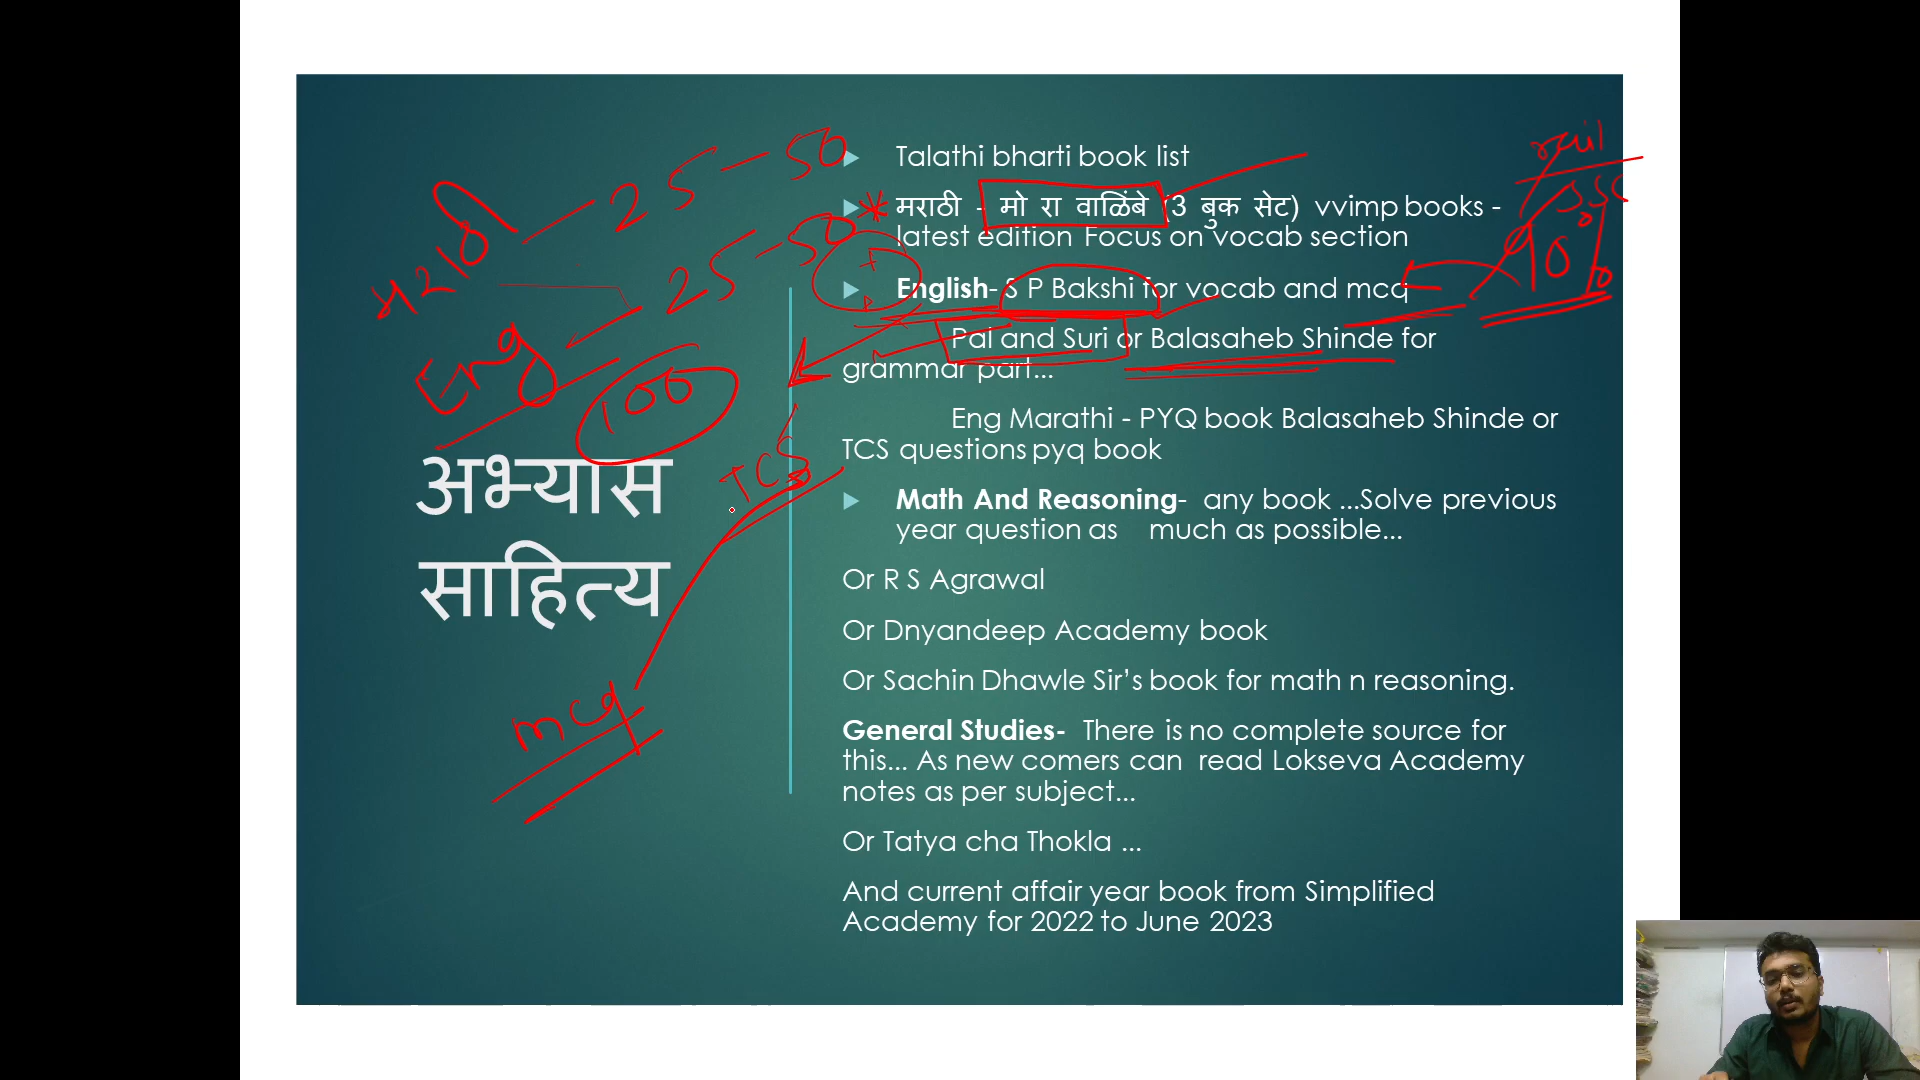 अभ्यास
साहित्य
Talathi bharti book list
मराठी - मो रा वाळिंबे (3 बुक सेट) vvimp books -
latest edition Focus on vocab section
English- S P Bakshi for vocab and mcq
Pal and Suri or Balasaheb Shinde for
grammar part...
Eng Marathi - PYQ book Balasaheb Shinde or
TCS questions pyq book
Math And Reasoning- any book ...Solve previous
year question as much as possible...
Or R S Agrawal
Or Dnyandeep Academy book
Or Sachin Dhawle Sir’s book for math n reasoning.
General Studies- There is no complete source for
this... As new comers can read Lokseva Academy
notes as per subject...
Or Tatya cha Thokla ...
And current affair year book from Simplified
Academy for 2022 to June 2023
मराठी - 25 - 50
Eng - 25 - 50
100
TCS
mcq
rail
SSC
90%